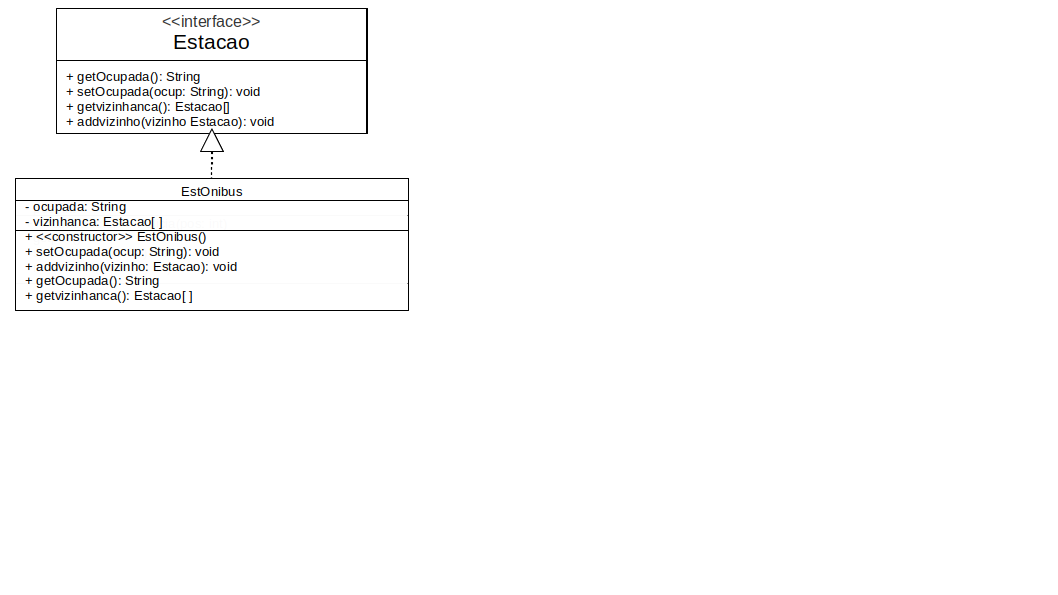 <<interface>>
Estacao
+ getOcupada(): String
+ setOcupada(ocup: String): void
+ getvizinhanca(): Estacao[]
+ addvizinho(vizinho Estacao): void
EstOnibus
- ocupada: String
- vizinhanca: Estacao[ ]
+ <<constructor>> EstOnibus()
+ setOcupada(ocup: String): void
+ addvizinho(vizinho: Estacao): void
+ getOcupada(): String
+ getvizinhanca(): Estacao[ ]